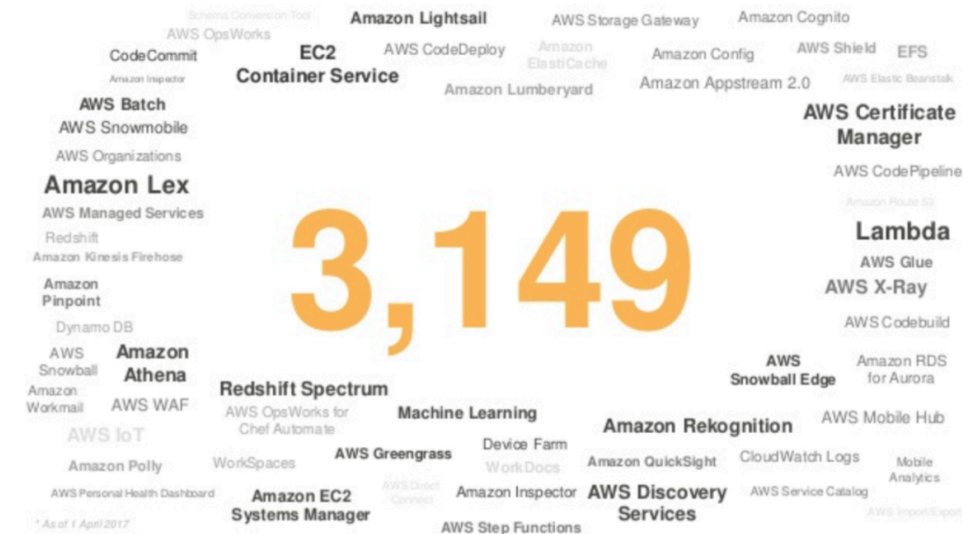 Schema Conversion Tool
Amazon Lightsail
AWS Storage Gateway
Amazon Cognito
AWS OpsWorks
CodeCommit
EC2
Container Service
AWS CodeDeploy
Amazon
ElastiCache
Amazon Config
AWS Shield
EFS
Amazon Inspector
Amazon Lumberyard
Amazon Appstream 2.0
AWS Elastic Beanstalk
AWS Batch
AWS Snowmobile
AWS Certificate
Manager
AWS Organizations
AWS CodePipeline
Amazon Lex
Amazon Route 53
AWS Managed Services
3,149
Lambda
Redshift
Amazon Kinesis Firehose
AWS Glue
Amazon
Pinpoint
AWS X-Ray
Dynamo DB
AWS Codebuild
AWS
Snowball
Amazon
Athena
AWS
Snowball Edge
Amazon RDS
for Aurora
Amazon
Workmail
AWS WAF
Redshift Spectrum
AWS OpsWorks for
Chef Automate
Machine Learning
Amazon Rekognition
AWS Mobile Hub
AWS IoT
Device Farm
Amazon Polly
WorkSpaces
AWS Greengrass
WorkDocs
Amazon QuickSight
CloudWatch Logs
Mobile
Analytics
AWS Personal Health Dashboard
Amazon EC2
Systems Manager
AWS Direct
Connect
Amazon Inspector
AWS Discovery
Services
AWS Service Catalog
AWS Import/Export
* As of 1 April 2017
AWS Step Functions